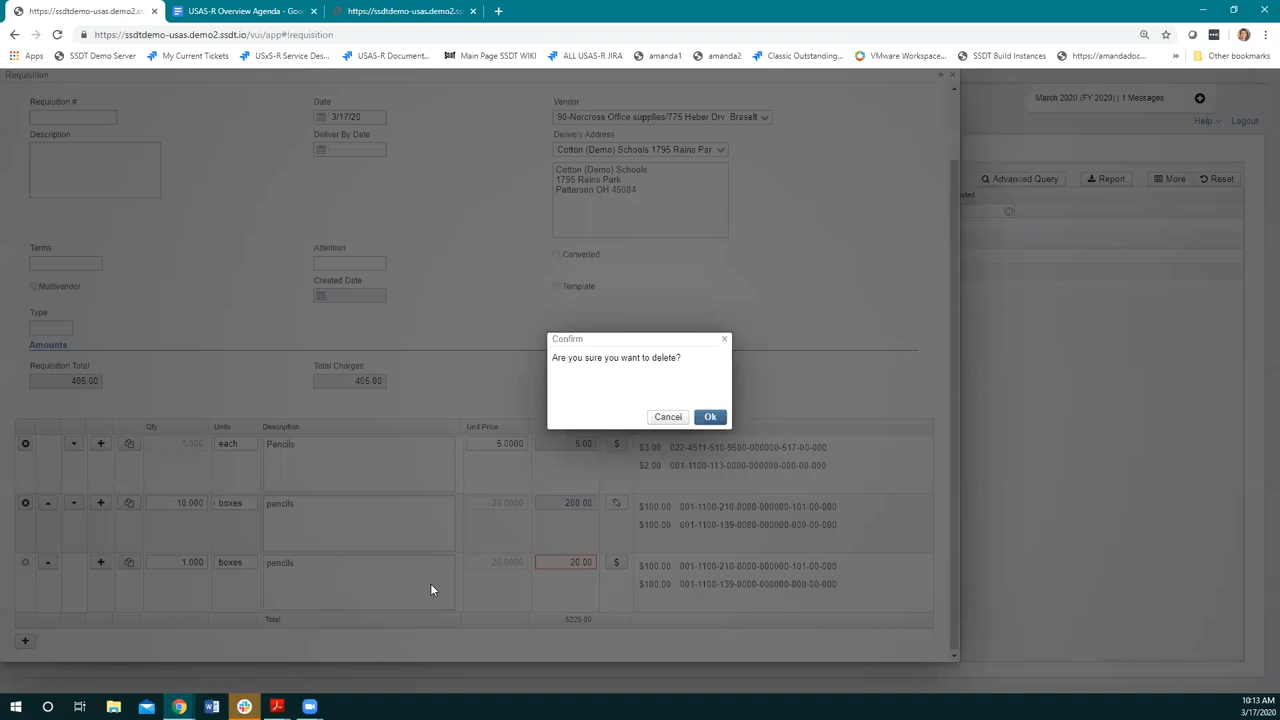 https://ssdtdemo-usas.demo2.ssdt. ×
USAS-R Overview Agenda - Goo ×
https://ssdtdemo-usas.demo2.ss ×
https://ssdtdemo-usas.demo2.ssdt.io/vui/app#!requisition
Apps
SSDT Demo Server
My Current Tickets
USxS-R Service Des...
USAS-R Document...
Main Page SSDT WIKI
ALL USAS-R JIRA
amanda1
amanda2
Classic Outstanding...
VMware Workspace...
SSDT Build Instances
https://amandadoc...
»
Other bookmarks
Requisition
March 2020 (FY 2020) | 1 Messages
Help
Logout
Requisition #
Date
Vendor
3/17/20
90-Norcross Office supplies/775 Heber Drv Braselt
Description
Deliver By Date
Delivery Address
Cotton (Demo) Schools 1795 Rains Par
Cotton (Demo) Schools
1795 Rains Park
Patterson OH 45084
Advanced Query
Report
More
Reset
Terms
Attention
Converted
Multivendor
Created Date
Template
Type
Amounts
Requisition Total
Total Charges
405.00
405.00
Confirm
Are you sure you want to delete?
Cancel
Ok
Qty
Units
Description
Unit Price
each
Pencils
5.0000
5.00
$
$3.00 022-4511-510-9500-000000-517-00-000
$2.00 001-1100-113-0000-000000-000-00-000
10.000
boxes
pencils
20.0000
200.00
%
$100.00 001-1100-210-8000-000000-101-00-000
$100.00 001-1100-139-0000-000000-000-00-000
1.000
boxes
pencils
20.0000
20.00
$
$100.00 001-1100-210-8000-000000-101-00-000
$100.00 001-1100-139-0000-000000-000-00-000
Total:
$225.00
10:13 AM
3/17/2020